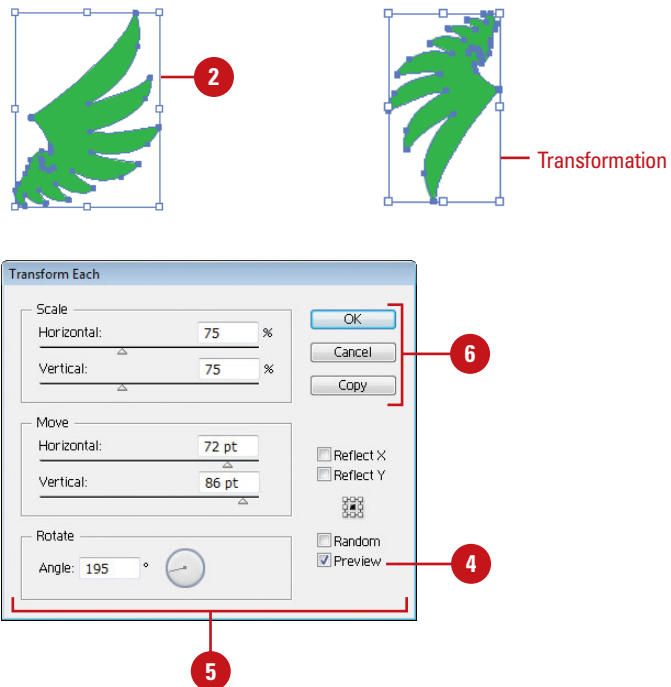 2
Transformation
Transform Each
Scale
Horizontal: 75 %
Vertical: 75 %
OK
Cancel
Copy
6
Move
Horizontal: 72 pt
Vertical: 86 pt
Reflect X
Reflect Y
Rotate
Angle: 195 °
Random
Preview
4
5